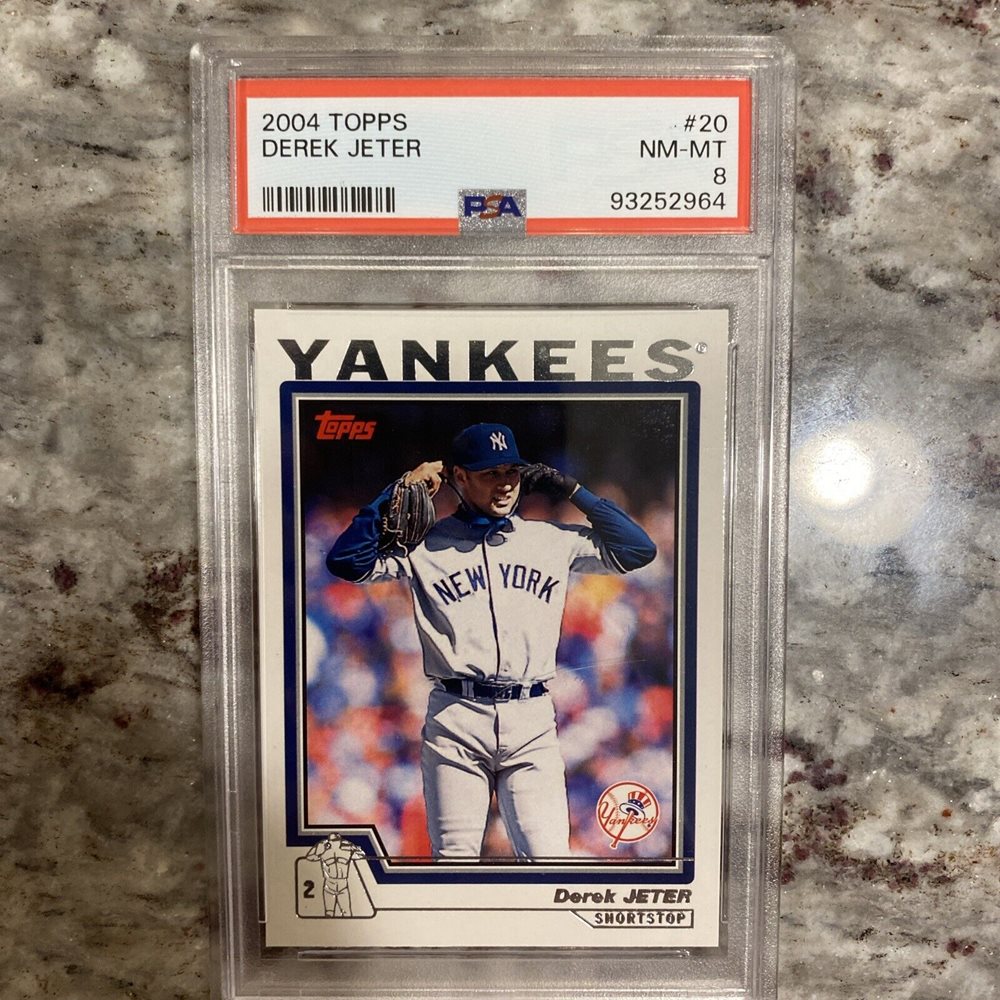 2004 TOPPS
#20
DEREK JETER
NM-MT
8
PSA
93252964
YANKEES®
Topps
NY
NEW YORK
Yankees
2
Derek JETER
SHORTSTOP